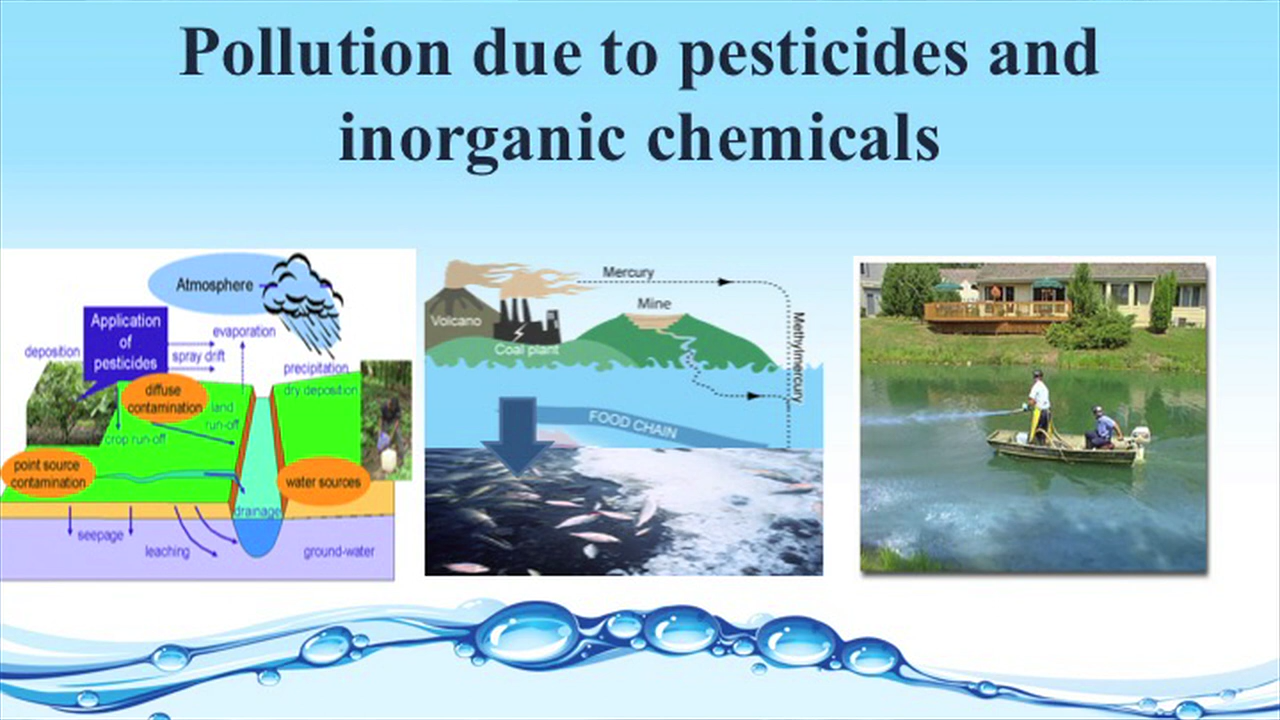 Pollution due to pesticides and
inorganic chemicals
Atmosphere
Application
of
pesticides
deposition
evaporation
spray drift
precipitation
dry deposition
diffuse
contamination
land
run-off
crop run-off
point source
contamination
water sources
drainage
seepage
leaching
ground-water
Mercury
Volcano
Mine
Coal plant
Methylmercury
FOOD CHAIN